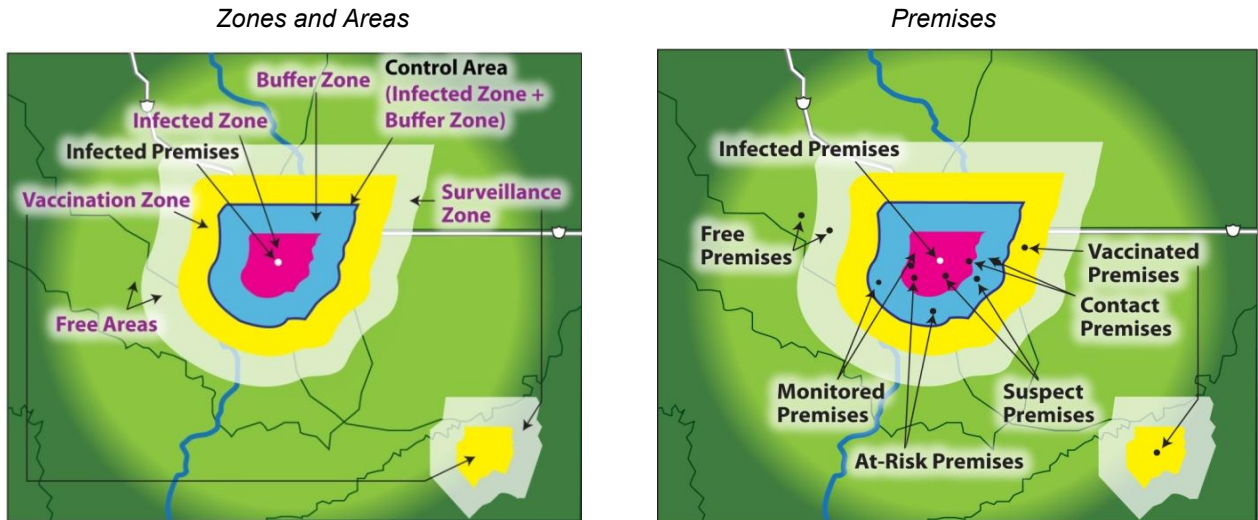 Zones and Areas
Buffer Zone
Control Area
(Infected Zone +
Buffer Zone)
Infected Zone
Infected Premises
Vaccination Zone
Surveillance
Zone
Free Areas
Premises
Infected Premises
Free
Premises
Vaccinated
Premises
Contact
Premises
Monitored
Premises
Suspect
Premises
At-Risk Premises